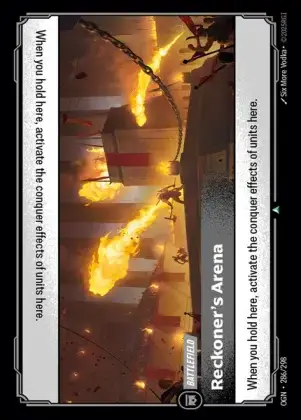 When you hold here, activate the conquer effects of units here.
BATTLEFIELD
Reckoner's Arena
When you hold here, activate the conquer effects of units here.
OGN • 286/298
Six More Vodka • ©2025RGI